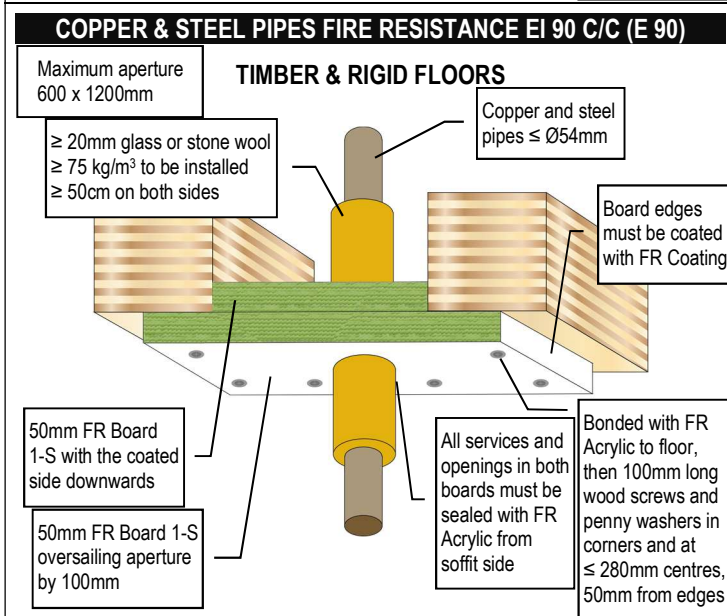 COPPER & STEEL PIPES FIRE RESISTANCE EI 90 C/C (E 90)
Maximum aperture
600 x 1200mm
TIMBER & RIGID FLOORS
≥ 20mm glass or stone wool
≥ 75 kg/m³ to be installed
≥ 50cm on both sides
Copper and steel
pipes ≤ Ø54mm
Board edges
must be coated
with FR Coating
50mm FR Board
1-S with the coated
side downwards
50mm FR Board 1-S
oversailing aperture
by 100mm
All services and
openings in both
boards must be
sealed with FR
Acrylic from
soffit side
Bonded with FR
Acrylic to floor,
then 100mm long
wood screws and
penny washers in
corners and at
≤ 280mm centres,
50mm from edges